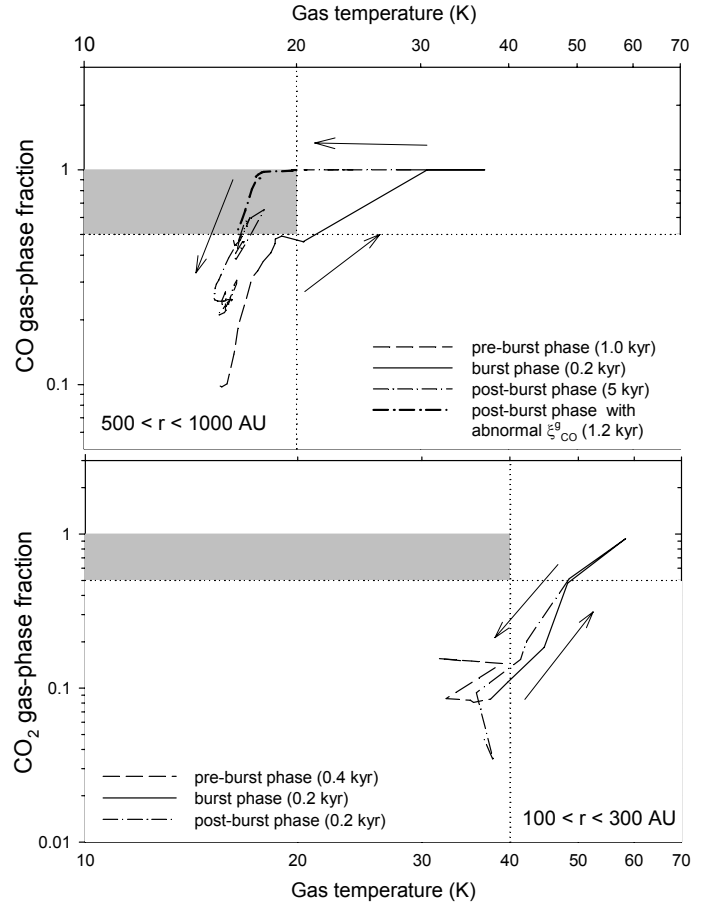 Gas temperature (K)
10 20 30 40 50 60 70
CO gas-phase fraction
1
0.1
pre-burst phase (1.0 kyr)
burst phase (0.2 kyr)
post-burst phase (5 kyr)
post-burst phase with
abnormal ξ^g_CO (1.2 kyr)
500 < r < 1000 AU
CO₂ gas-phase fraction
1
0.1
0.01
pre-burst phase (0.4 kyr)
burst phase (0.2 kyr)
post-burst phase (0.2 kyr)
100 < r < 300 AU
10 20 30 40 50 60 70
Gas temperature (K)